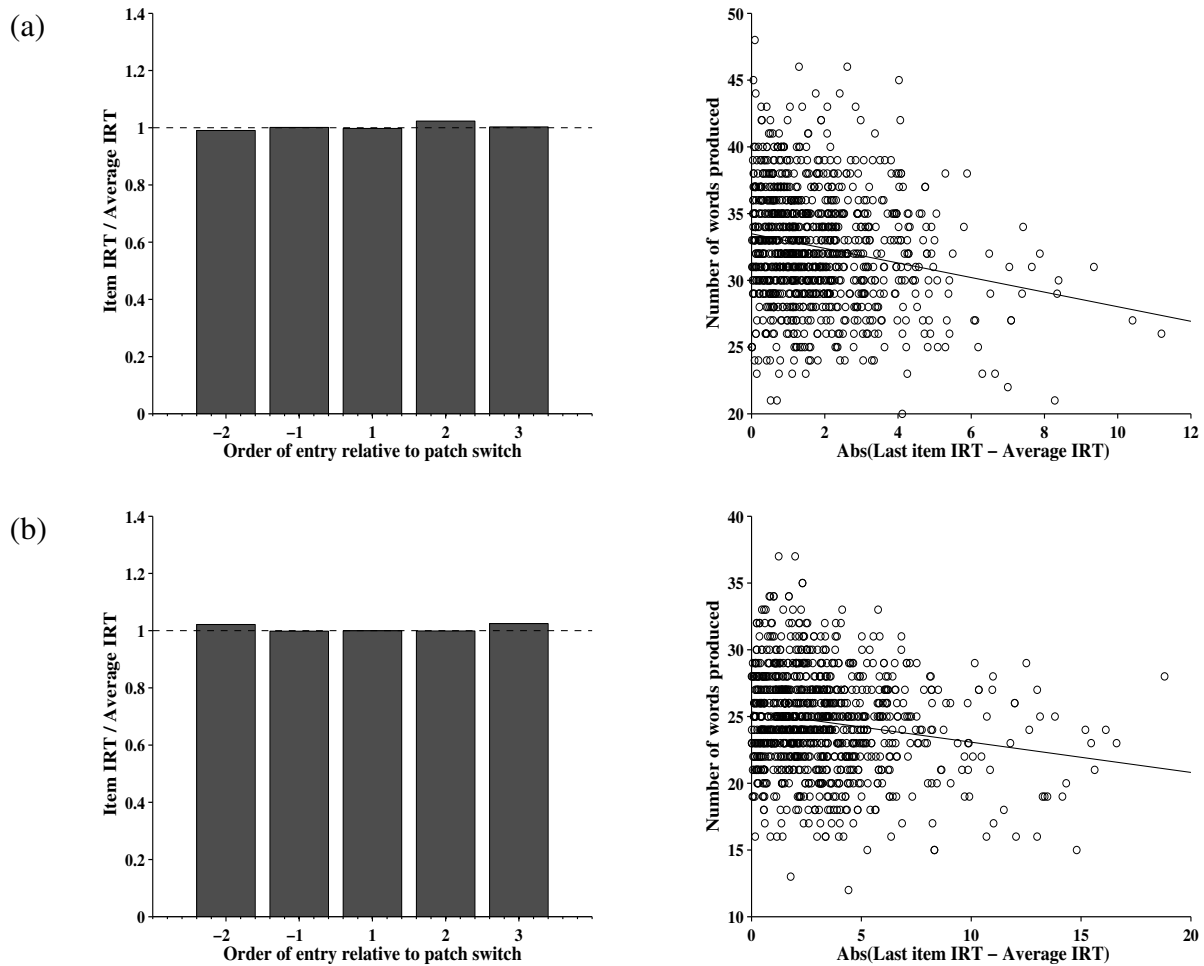 (a)
1.4
1.2
1
0.8
0.6
0.4
0.2
0
Item IRT / Average IRT
−2 −1 1 2 3
Order of entry relative to patch switch
50
45
40
35
30
25
20
Number of words produced
0 2 4 6 8 10 12
Abs(Last item IRT − Average IRT)
(b)
1.4
1.2
1
0.8
0.6
0.4
0.2
0
Item IRT / Average IRT
−2 −1 1 2 3
Order of entry relative to patch switch
40
35
30
25
20
15
10
Number of words produced
0 5 10 15 20
Abs(Last item IRT − Average IRT)